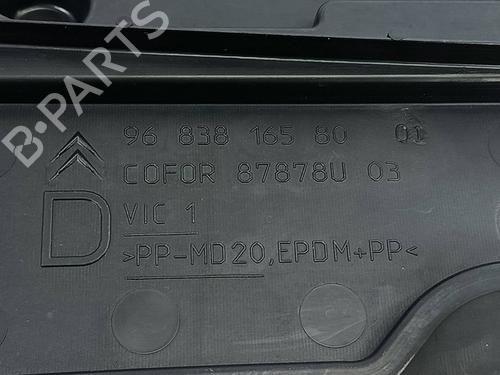 B-PARTS
96 838 165 80 01
COFOR 87878U 03
D
VIC 1
>PP-MD20,EPDM+PP<